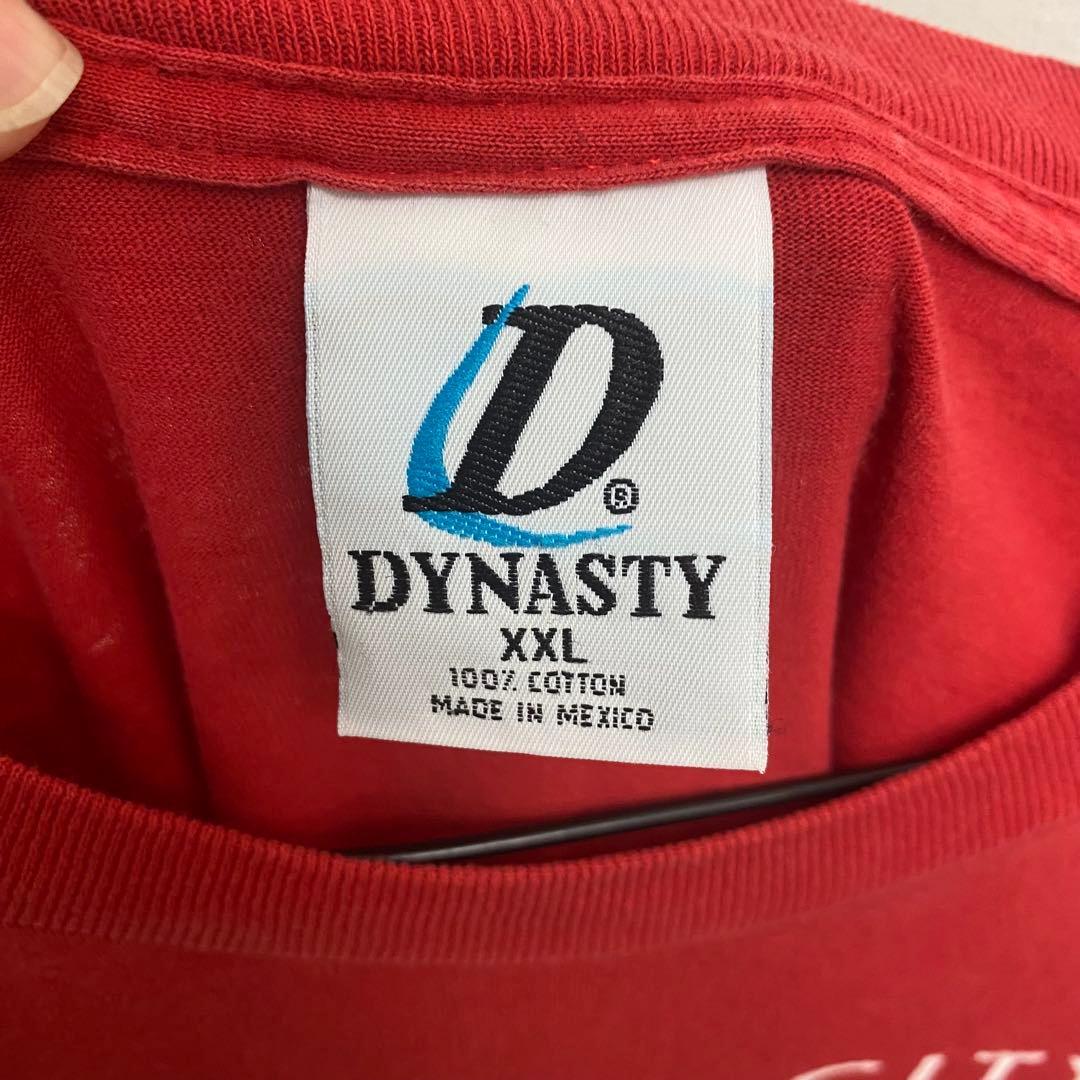 D®
DYNASTY
XXL
100% COTTON
MADE IN MEXICO